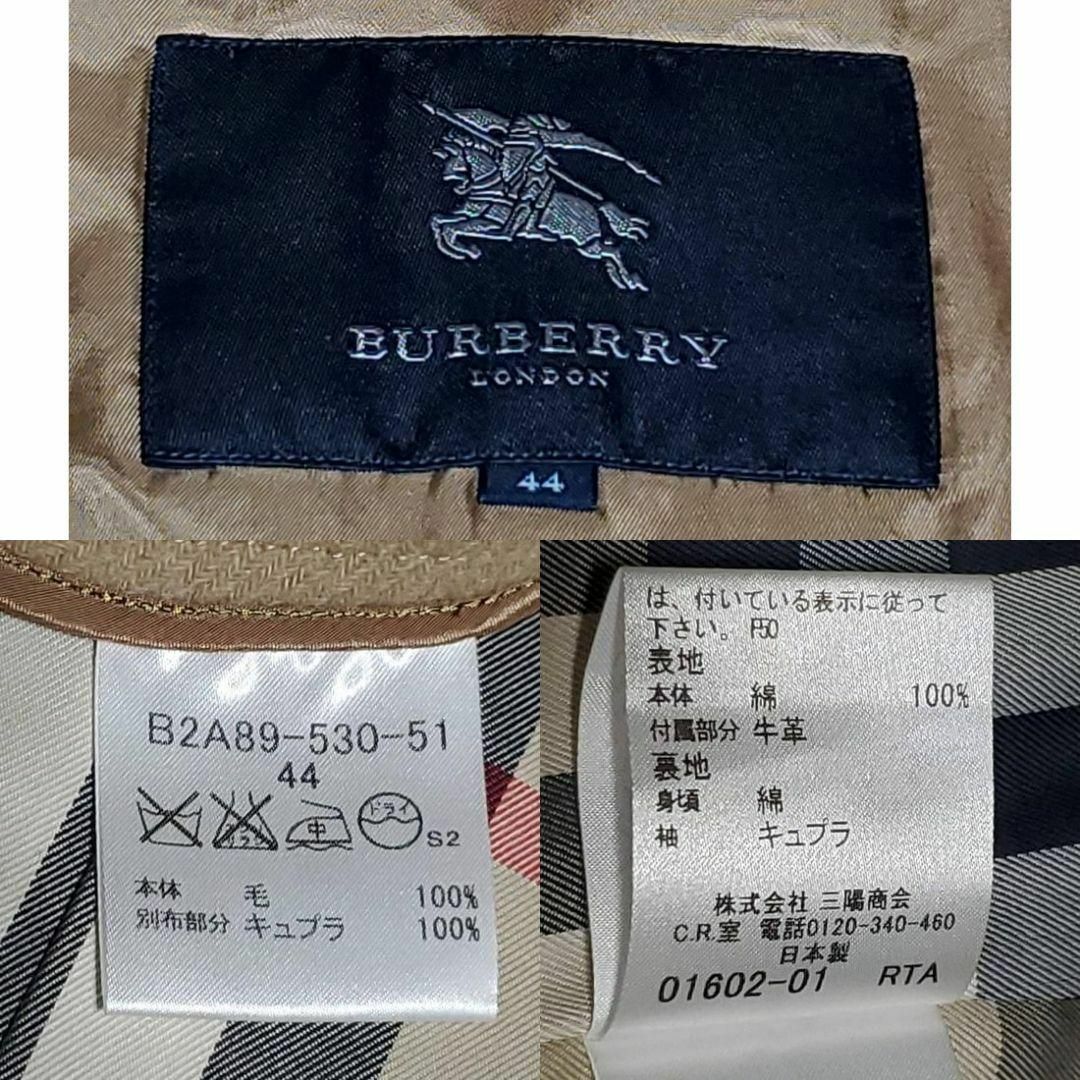 BURBERRY
LONDON
44
B2A89-530-51
44
中
ドライ
S2
本体 毛 100%
別布部分 キュプラ 100%
は、付いている表示に従って
下さい。 P50
表地
本体 綿 100%
付属部分 牛革
裏地
身頃 綿
袖 キュプラ
株式会社 三陽商会
C.R.室 電話0120-340-460
日本製
01602-01 RTA